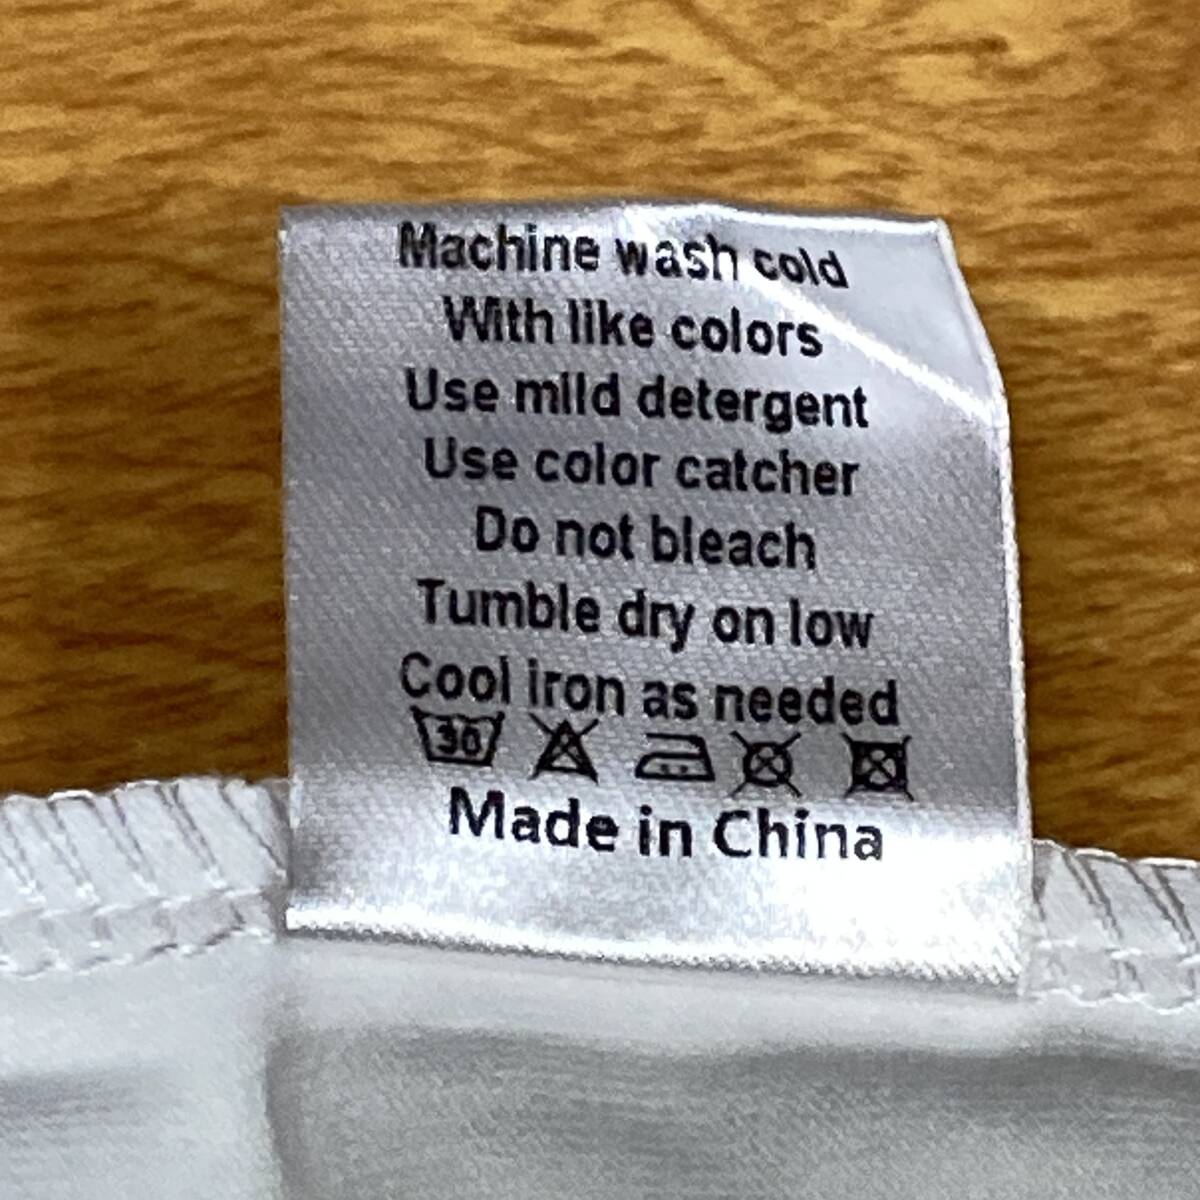 Machine wash cold
With like colors
Use mild detergent
Use color catcher
Do not bleach
Tumble dry on low
Cool iron as needed
30
Made in China